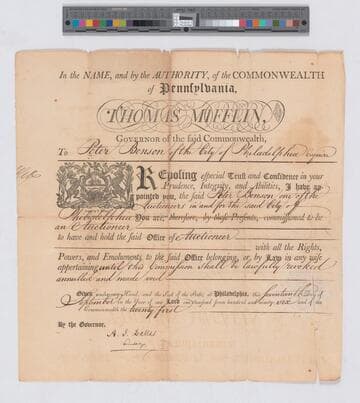 In the NAME, and by the AUTHORITY, of the COMMONWEALTH
of Pennsylvania,
THOMAS MIFFLIN,
GOVERNOR of the said Commonwealth,
To Peter Benson of the City of Philadelphia Esquire
REposing especial Trust and Confidence in your
Prudence, Integrity, and Abilities, I have ap-
pointed you, the said Peter Benson one of the
Auctioneers in and for the said City of
Philadelphia You are, therefore, by these Presents, commissioned to be
an Auctioneer
to have and hold the said Office of Auctioneer
with all the Rights,
Powers, and Emoluments, to the said Office belonging, or, by Law in any wise
appertaining until this Commission shall be lawfully revoked
annulled and made void
Given under my Hand, and the Seal of the State, at Philadelphia, the seventeenth Day of
September in the Year of our Lord one thousand seven hundred and ninety six and of the
Commonwealth the twenty first
By the Governor.